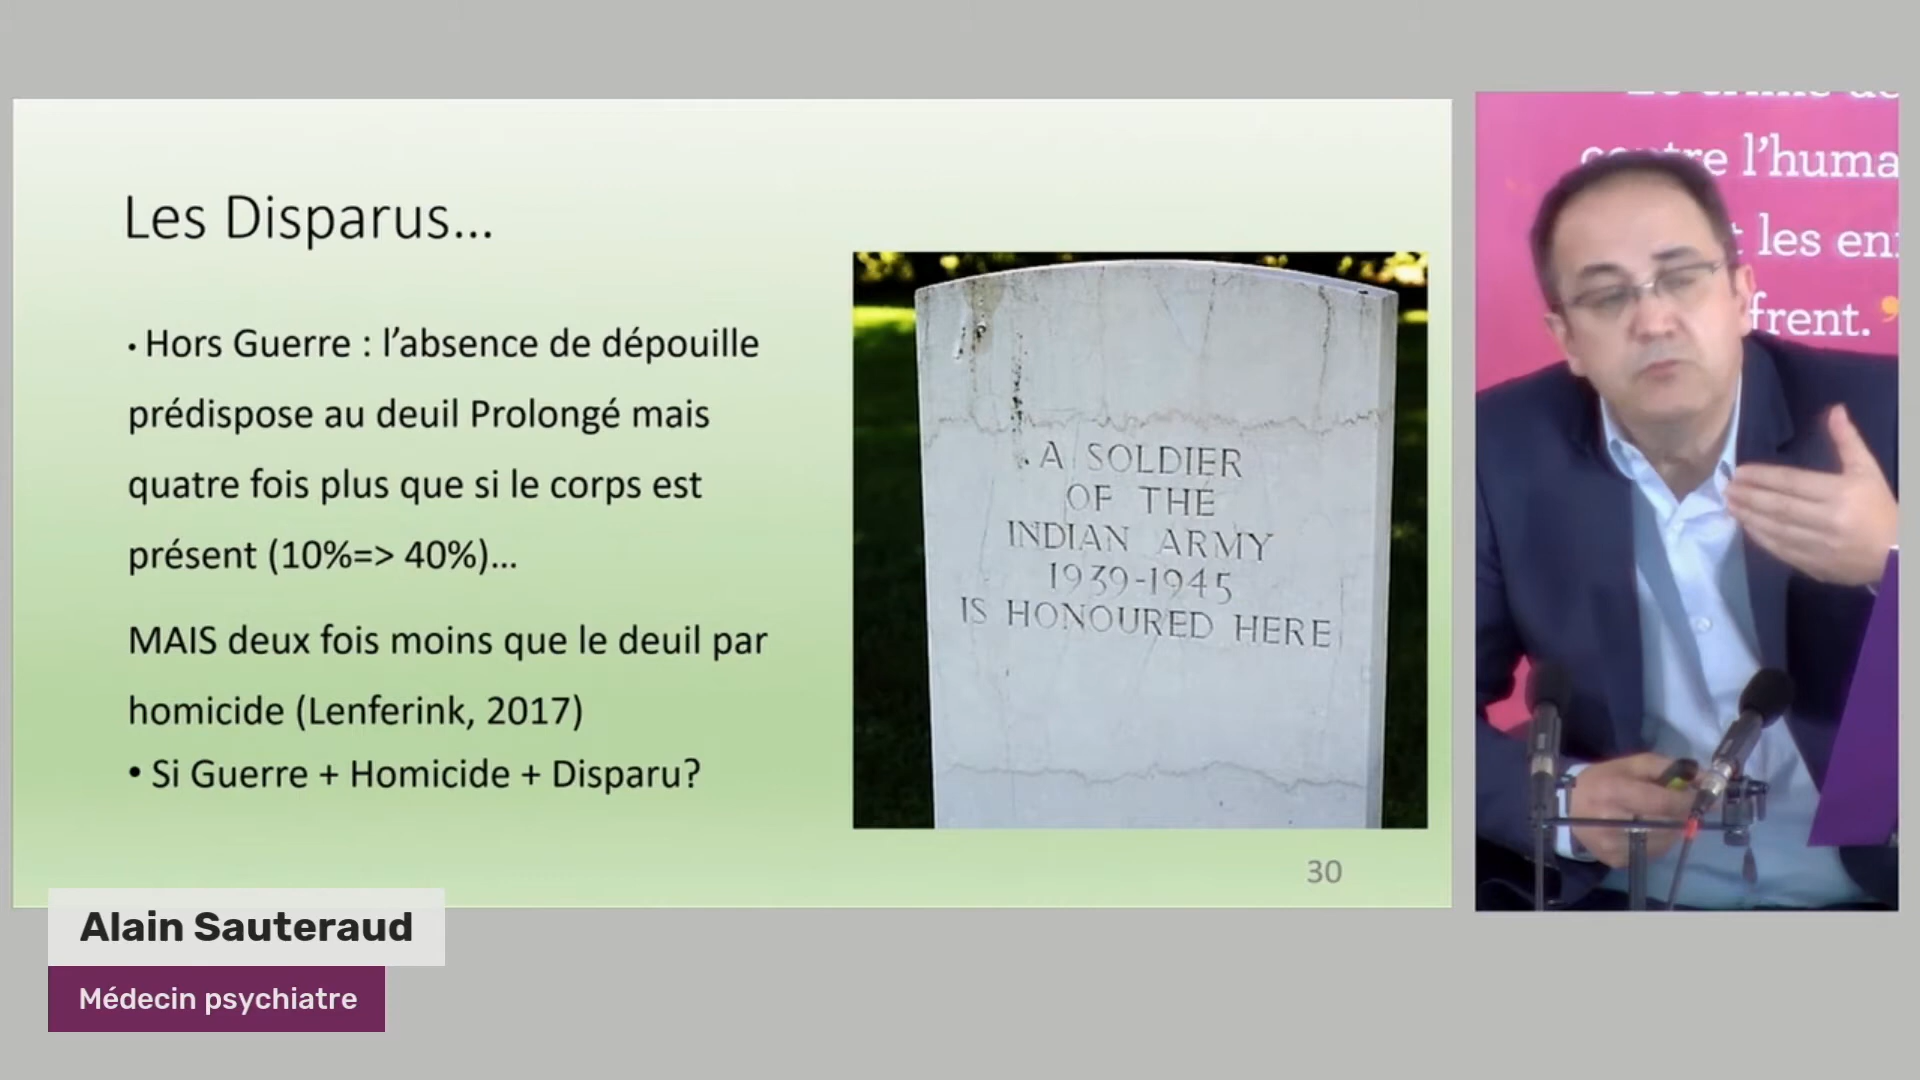 Les Disparus...
• Hors Guerre : l’absence de dépouille
prédispose au deuil Prolongé mais
quatre fois plus que si le corps est
présent (10%=> 40%)...
MAIS deux fois moins que le deuil par
homicide (Lenferink, 2017)
• Si Guerre + Homicide + Disparu?
A SOLDIER
OF THE
INDIAN ARMY
1939-1945
IS HONOURED HERE
30
l’huma
les en
frent.
Alain Sauteraud
Médecin psychiatre